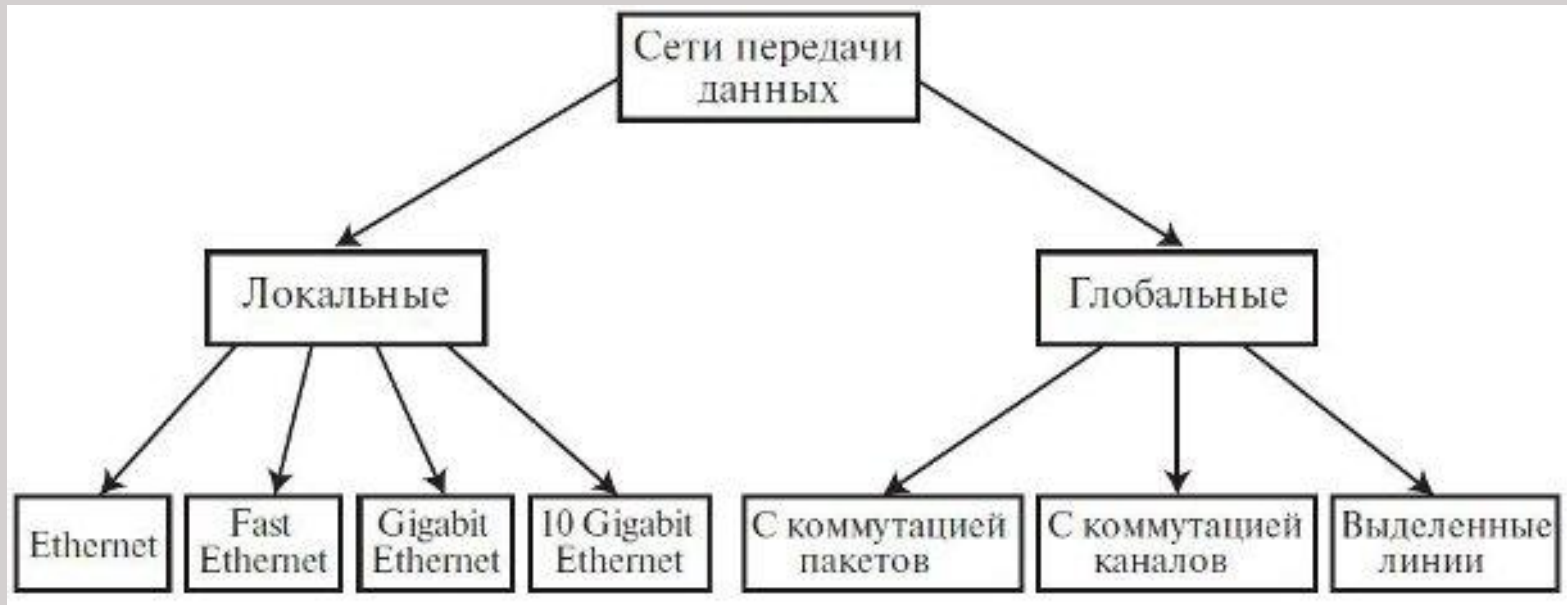 Сети передачи
данных
Локальные
Глобальные
Ethernet
Fast
Ethernet
Gigabit
Ethernet
10 Gigabit
Ethernet
С коммутацией
пакетов
С коммутацией
каналов
Выделенные
линии